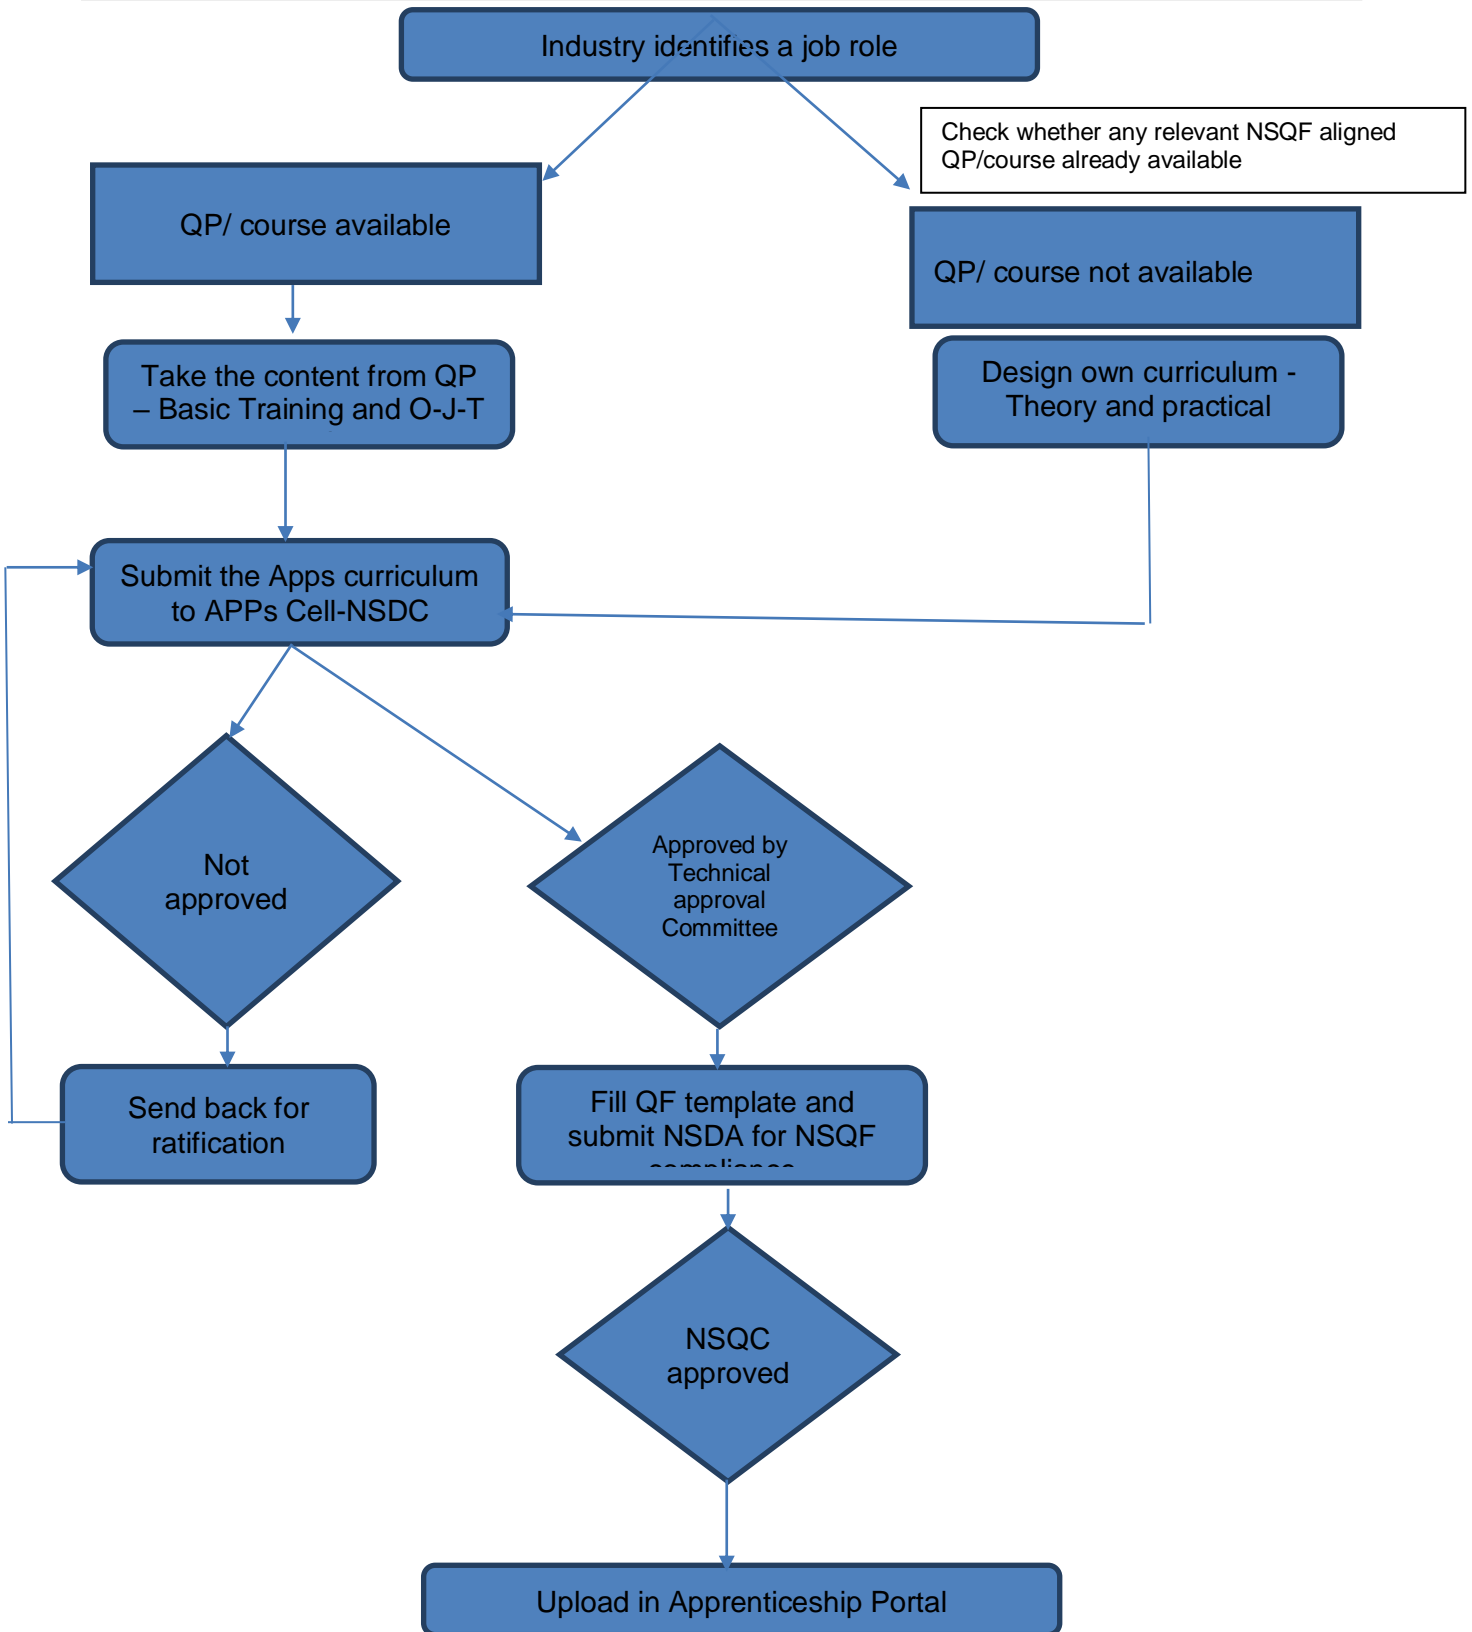 Industry identifies a job role
Check whether any relevant NSQF aligned
QP/course already available
QP/ course available
QP/ course not available
Take the content from QP
– Basic Training and O-J-T
Design own curriculum -
Theory and practical
Submit the Apps curriculum
to APPs Cell-NSDC
Not
approved
Approved by
Technical
approval
Committee
Send back for
ratification
Fill QF template and
submit NSDA for NSQF
compliance
NSQC
approved
Upload in Apprenticeship Portal